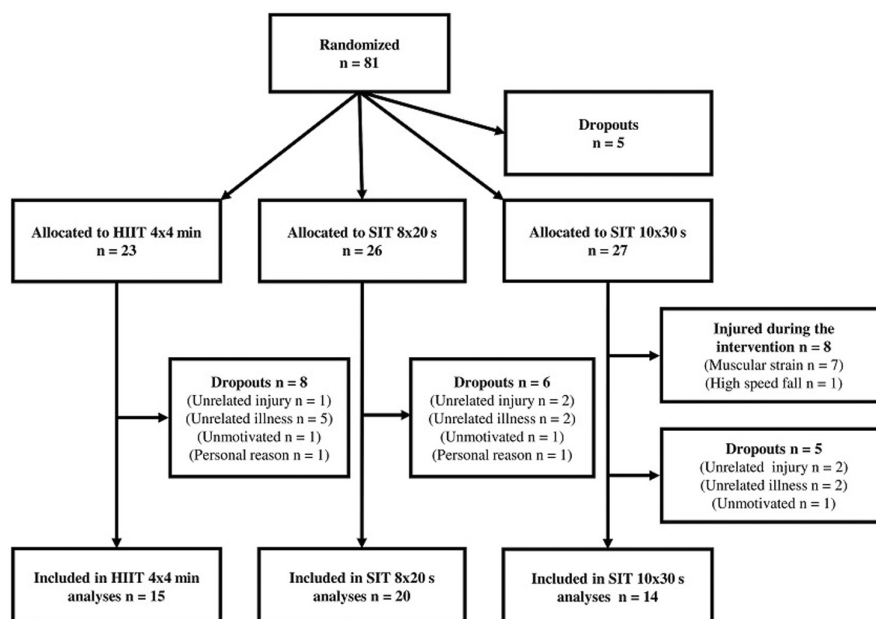 Randomized
n = 81
Dropouts
n = 5
Allocated to HIIT 4x4 min
n = 23
Allocated to SIT 8x20 s
n = 26
Allocated to SIT 10x30 s
n = 27
Injured during the
intervention n = 8
(Muscular strain n = 7)
(High speed fall n = 1)
Dropouts n = 8
(Unrelated injury n = 1)
(Unrelated illness n = 5)
(Unmotivated n = 1)
(Personal reason n = 1)
Dropouts n = 6
(Unrelated injury n = 2)
(Unrelated illness n = 2)
(Unmotivated n = 1)
(Personal reason n = 1)
Dropouts n = 5
(Unrelated injury n = 2)
(Unrelated illness n = 2)
(Unmotivated n = 1)
Included in HIIT 4x4 min
analyses n = 15
Included in SIT 8x20 s
analyses n = 20
Included in SIT 10x30 s
analyses n = 14